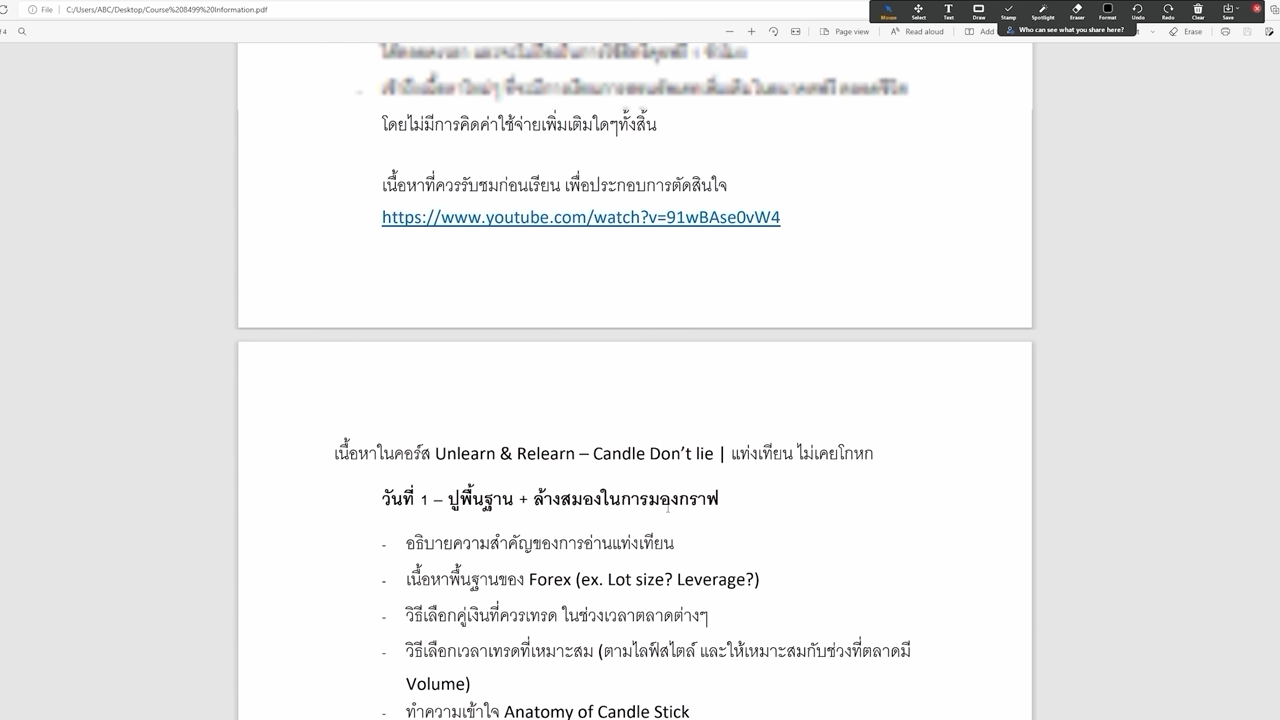 File | C:/Users/ABC/Desktop/Course%208499%20Information.pdf
Mouse Select Text Draw Stamp Spotlight Eraser Format Undo Redo Clear Save
Who can see what you share here?
Page view Read aloud Add Erase
โดยไม่มีการคิดค่าใช้จ่ายเพิ่มเติมใดๆทั้งสิ้น
เนื้อหาที่ควรรับชมก่อนเรียน เพื่อประกอบการตัดสินใจ
https://www.youtube.com/watch?v=91wBAse0vW4
เนื้อหาในคอร์ส Unlearn & Relearn – Candle Don’t lie | แท่งเทียน ไม่เคยโกหก
วันที่ 1 – ปูพื้นฐาน + ล้างสมองในการมองกราฟ
- อธิบายความสำคัญของการอ่านแท่งเทียน
- เนื้อหาพื้นฐานของ Forex (ex. Lot size? Leverage?)
- วิธีเลือกคู่เงินที่ควรเทรด ในช่วงเวลาตลาดต่างๆ
- วิธีเลือกเวลาเทรดที่เหมาะสม (ตามไลฟ์สไตล์ และให้เหมาะสมกับช่วงที่ตลาดมี
Volume)
- ทำความเข้าใจ Anatomy of Candle Stick